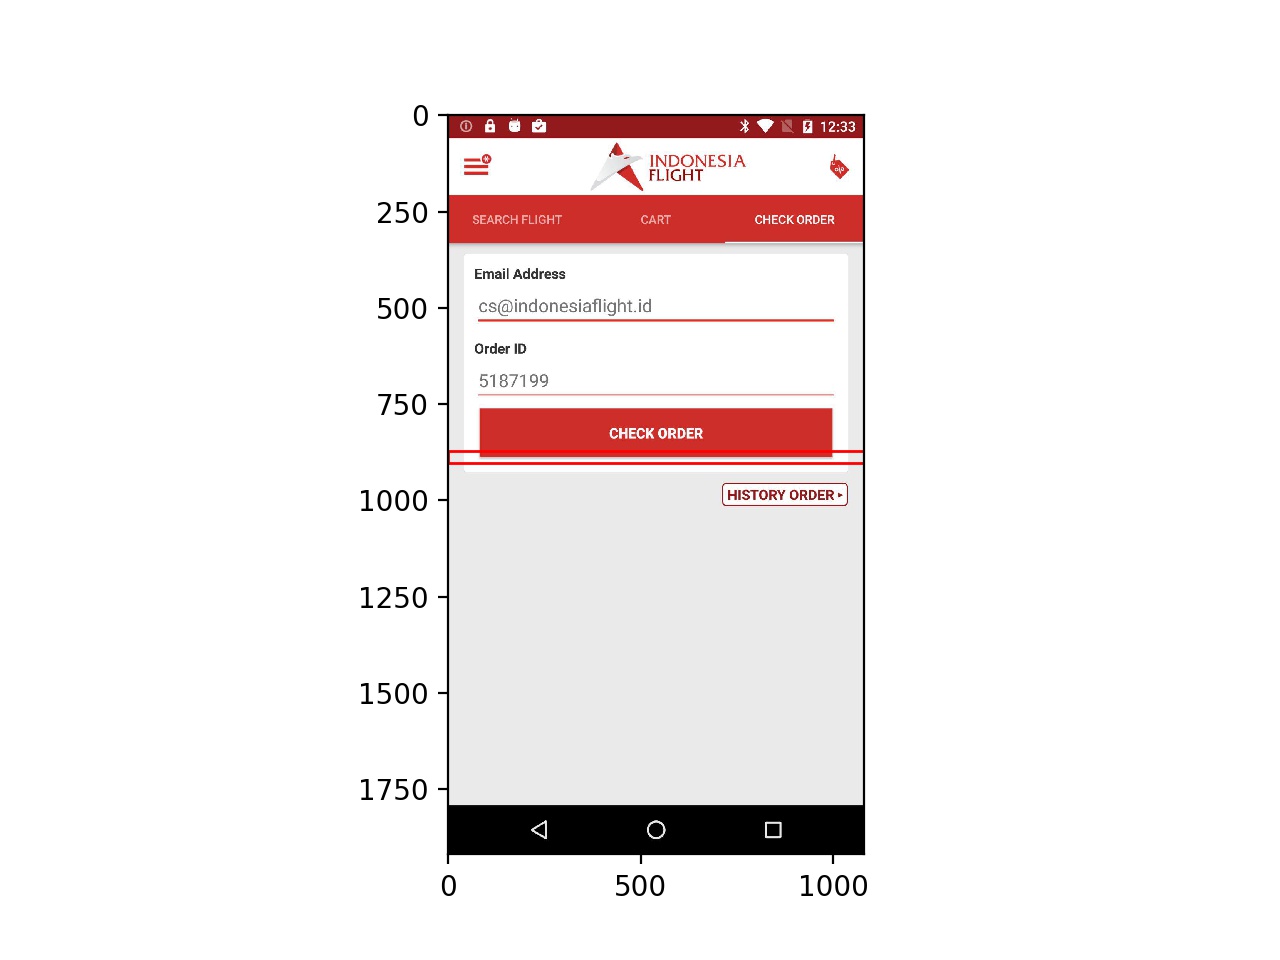 0
12:33
INDONESIA
FLIGHT
250
SEARCH FLIGHT CART CHECK ORDER
Email Address
500
cs@indonesiaflight.id
Order ID
750
5187199
CHECK ORDER
1000
HISTORY ORDER
1250
1500
1750
0 500 1000